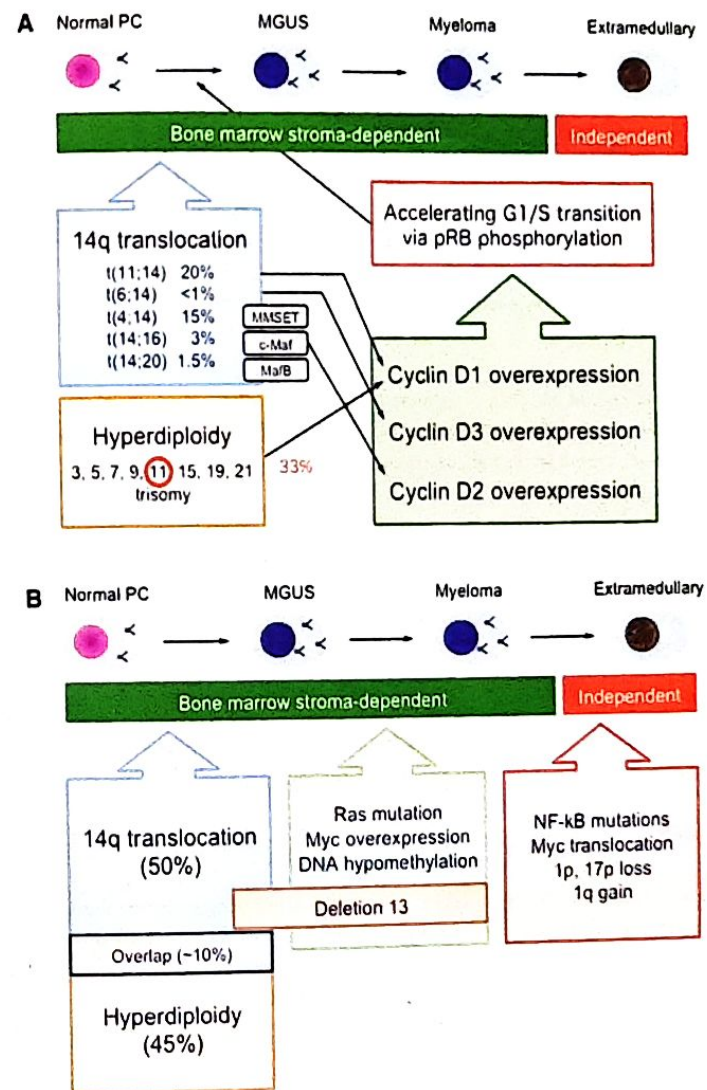 A
Normal PC
MGUS
Myeloma
Extramedullary
Bone marrow stroma-dependent
Independent
Accelerating G1/S transition
via pRB phosphorylation
14q translocation
t(11;14) 20%
t(6;14) <1%
t(4;14) 15%
t(14;16) 3%
t(14;20) 1.5%
MMSET
c-Maf
MafB
Cyclin D1 overexpression
Cyclin D3 overexpression
Cyclin D2 overexpression
Hyperdiploidy
3, 5, 7, 9, 11 15, 19, 21
trisomy
33%
B
Normal PC
MGUS
Myeloma
Extramedullary
Bone marrow stroma-dependent
Independent
14q translocation
(50%)
Ras mutation
Myc overexpression
DNA hypomethylation
Deletion 13
NF-kB mutations
Myc translocation
1p, 17p loss
1q gain
Overlap (~10%)
Hyperdiploidy
(45%)